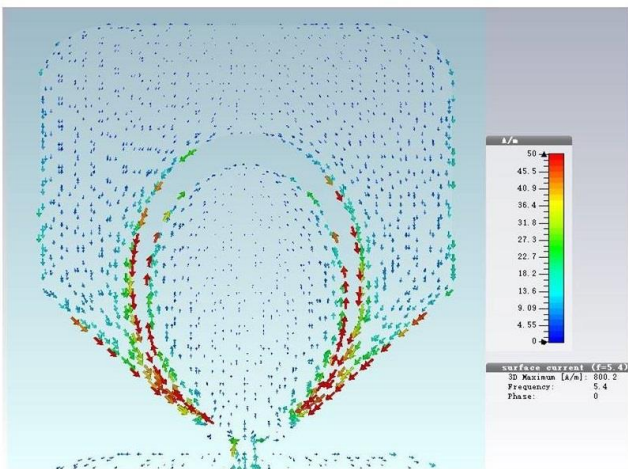 A/m
50
45.5
40.9
36.4
31.8
27.3
22.7
18.2
13.6
9.09
4.55
0
surface current (f=5.4)
3D Maximum [A/m]: 800.2
Frequency: 5.4
Phase: 0